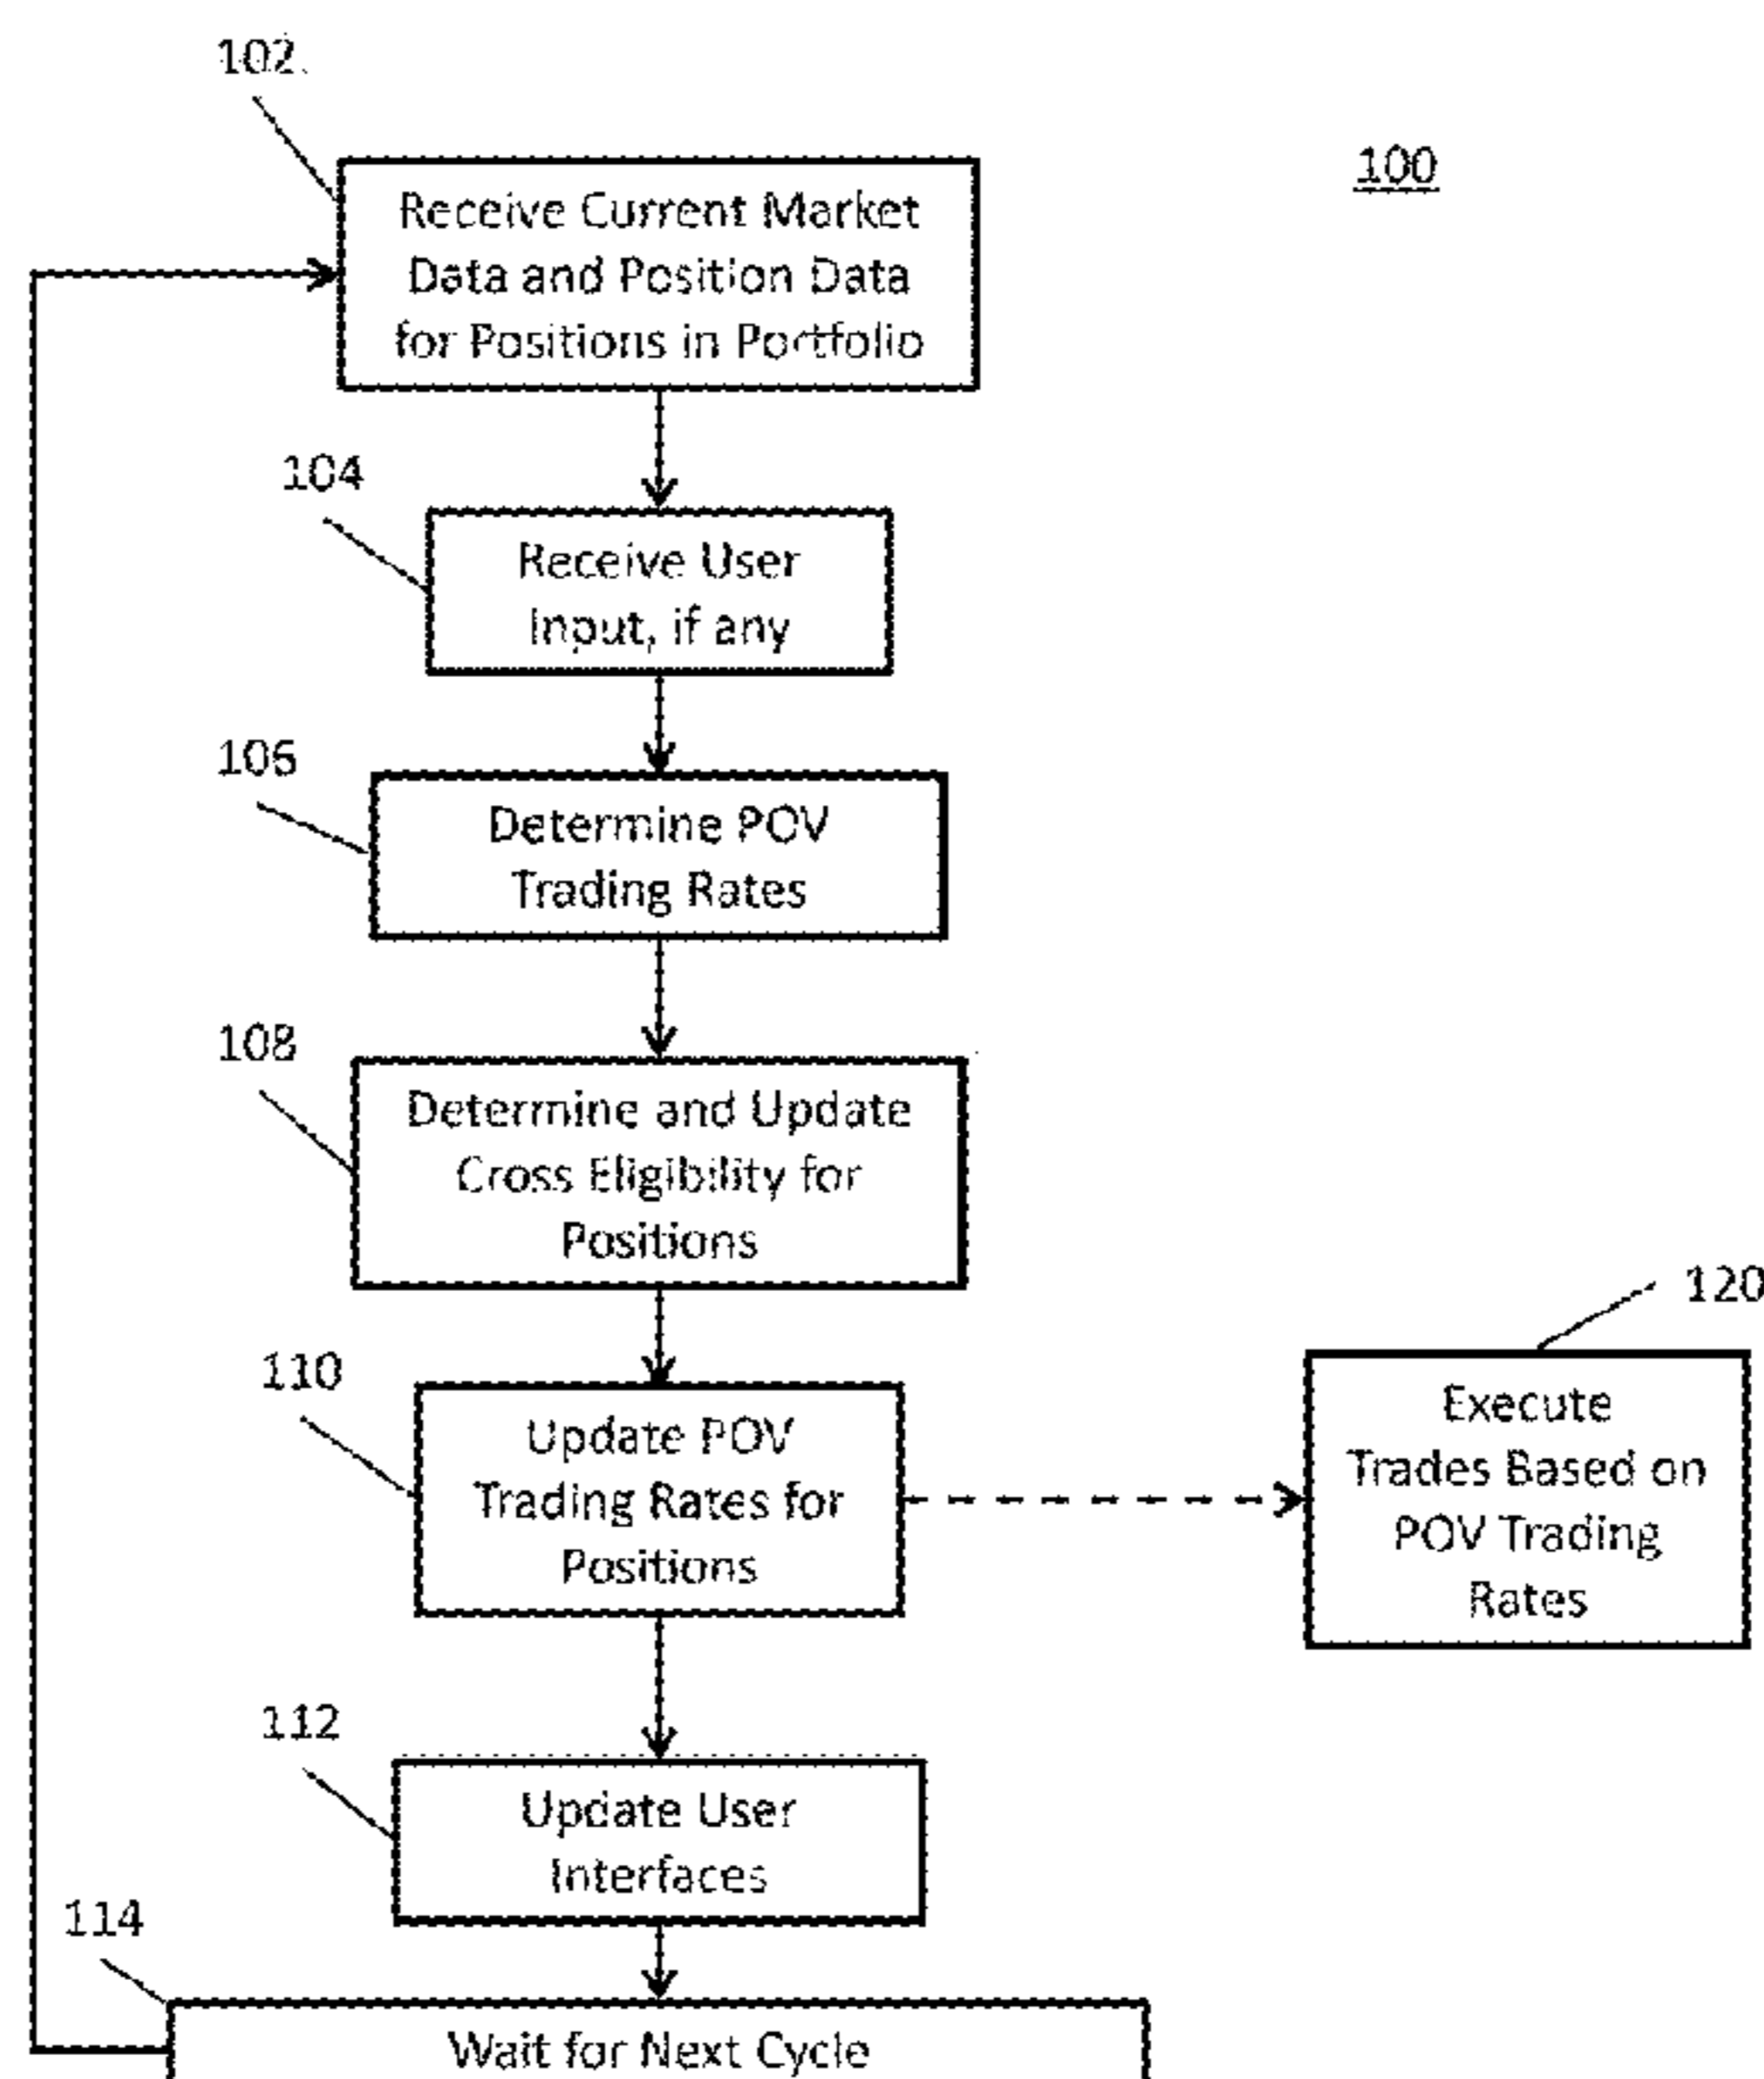 102
100
Receive Current Market
Data and Position Data
for Positions in Portfolio
104
Receive User
Input, if any
106
Determine POV
Trading Rates
108
Determine and Update
Cross Eligibility for
Positions
120
110
Update POV
Trading Rates for
Positions
Execute
Trades Based on
POV Trading
Rates
112
Update User
Interfaces
114
Wait for Next Cycle